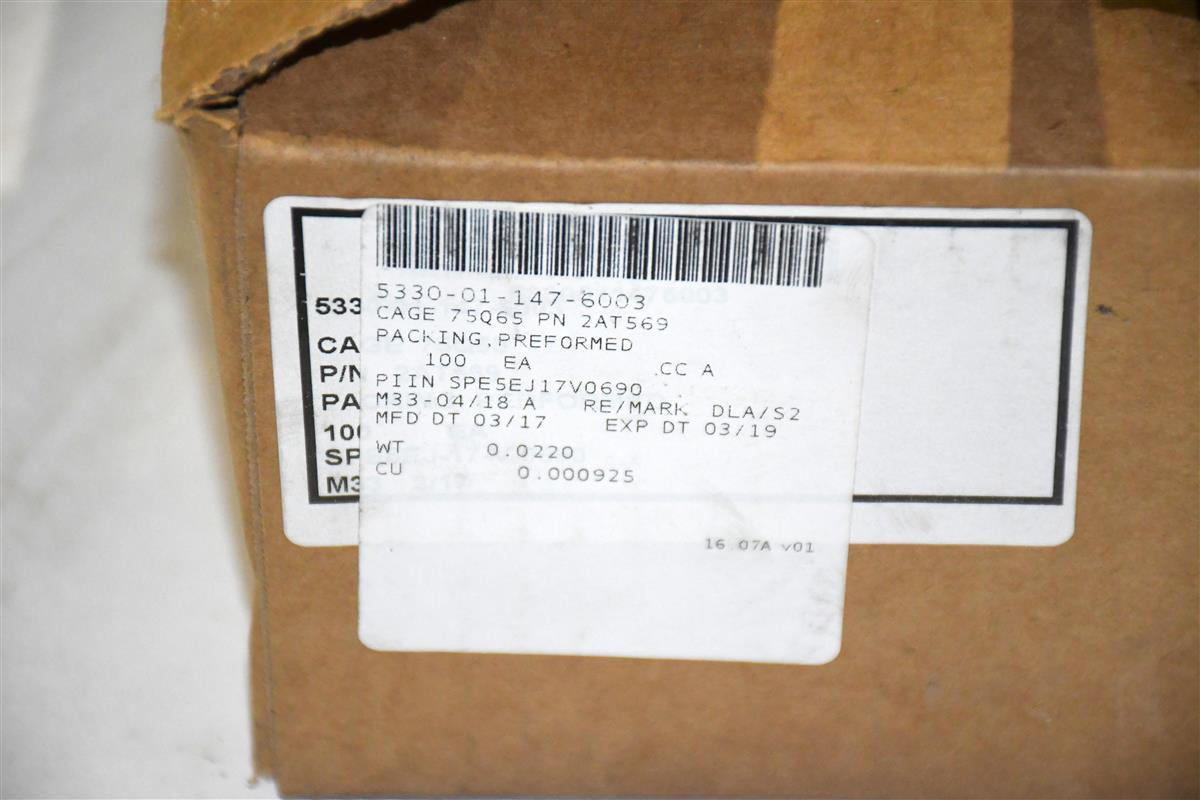 5330-01-147-6003
CAGE 75Q65 PN 2AT569
PACKING,PREFORMED
100 EA CC A
PIIN SPE5EJ17V0690
M33-04/18 A RE/MARK DLA/S2
MFD DT 03/17 EXP DT 03/19
WT 0.0220
CU 0.000925
16.07A v01
533
CA
P/N
PA
100
SP
M33